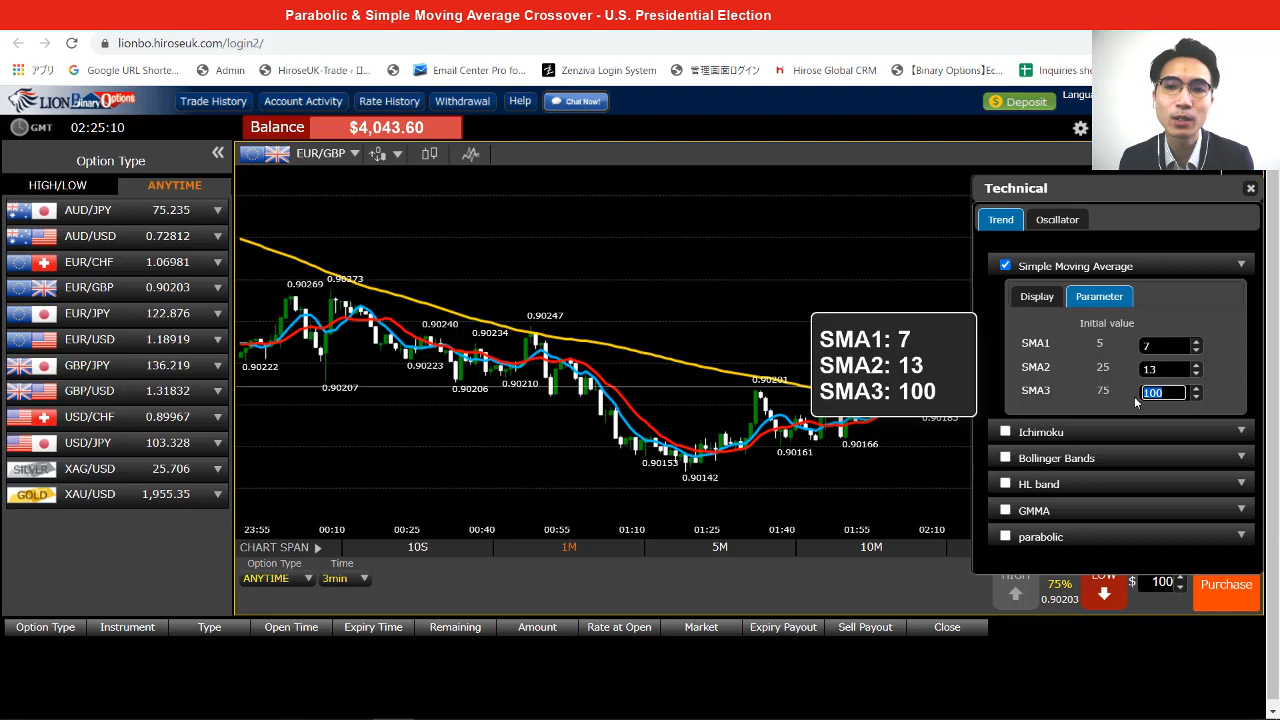 Parabolic & Simple Moving Average Crossover - U.S. Presidential Election
lionbo.hiroseuk.com/login2/
アプリ Google URL Shorte... Admin HiroseUK-Trade ‹ ロ... Email Center Pro fo... Zenziva Login System 管理画面ログイン Hirose Global CRM 【Binary Options】Ec... Inquiries she
LION Binary Options Trade History Account Activity Rate History Withdrawal Help Chat Now! $ Deposit Langua
GMT 02:25:10 Balance $4,043.60
Option Type «
HIGH/LOW ANYTIME
AUD/JPY 75.235
AUD/USD 0.72812
EUR/CHF 1.06981
EUR/GBP 0.90203
EUR/JPY 122.876
EUR/USD 1.18919
GBP/JPY 136.219
GBP/USD 1.31832
USD/CHF 0.89967
USD/JPY 103.328
SILVER XAG/USD 25.706
GOLD XAU/USD 1,955.35
EUR/GBP
0.90269
0.90273
0.90222
0.90207
0.90240
0.90223
0.90234
0.90206
0.90210
0.90247
0.90153
0.90142
0.90201
0.90161
0.90166
0.90183
23:55 00:10 00:25 00:40 00:55 01:10 01:25 01:40 01:55 02:10
CHART SPAN 10S 1M 5M 10M
Option Type Time
ANYTIME 3min
SMA1: 7
SMA2: 13
SMA3: 100
Technical
Trend Oscillator
Simple Moving Average
Display Parameter
Initial value
SMA1 5 7
SMA2 25 13
SMA3 75 100
Ichimoku
Bollinger Bands
HL band
GMMA
parabolic
HIGH 75% LOW $ 100 Purchase
0.90203
Option Type Instrument Type Open Time Expiry Time Remaining Amount Rate at Open Market Expiry Payout Sell Payout Close